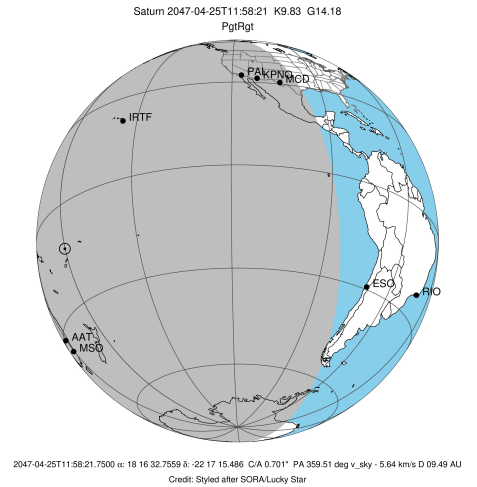 Saturn 2047-04-25T11:58:21 K9.83 G14.18
PgtRgt
PAL
KPNO
MCD
IRTF
ESO
RIO
AAT
MSO
2047-04-25T11:58:21.7500 α: 18 16 32.7559 δ: -22 17 15.486 C/A 0.701" PA 359.51 deg v_sky - 5.64 km/s D 09.49 AU
Credit: Styled after SORA/Lucky Star